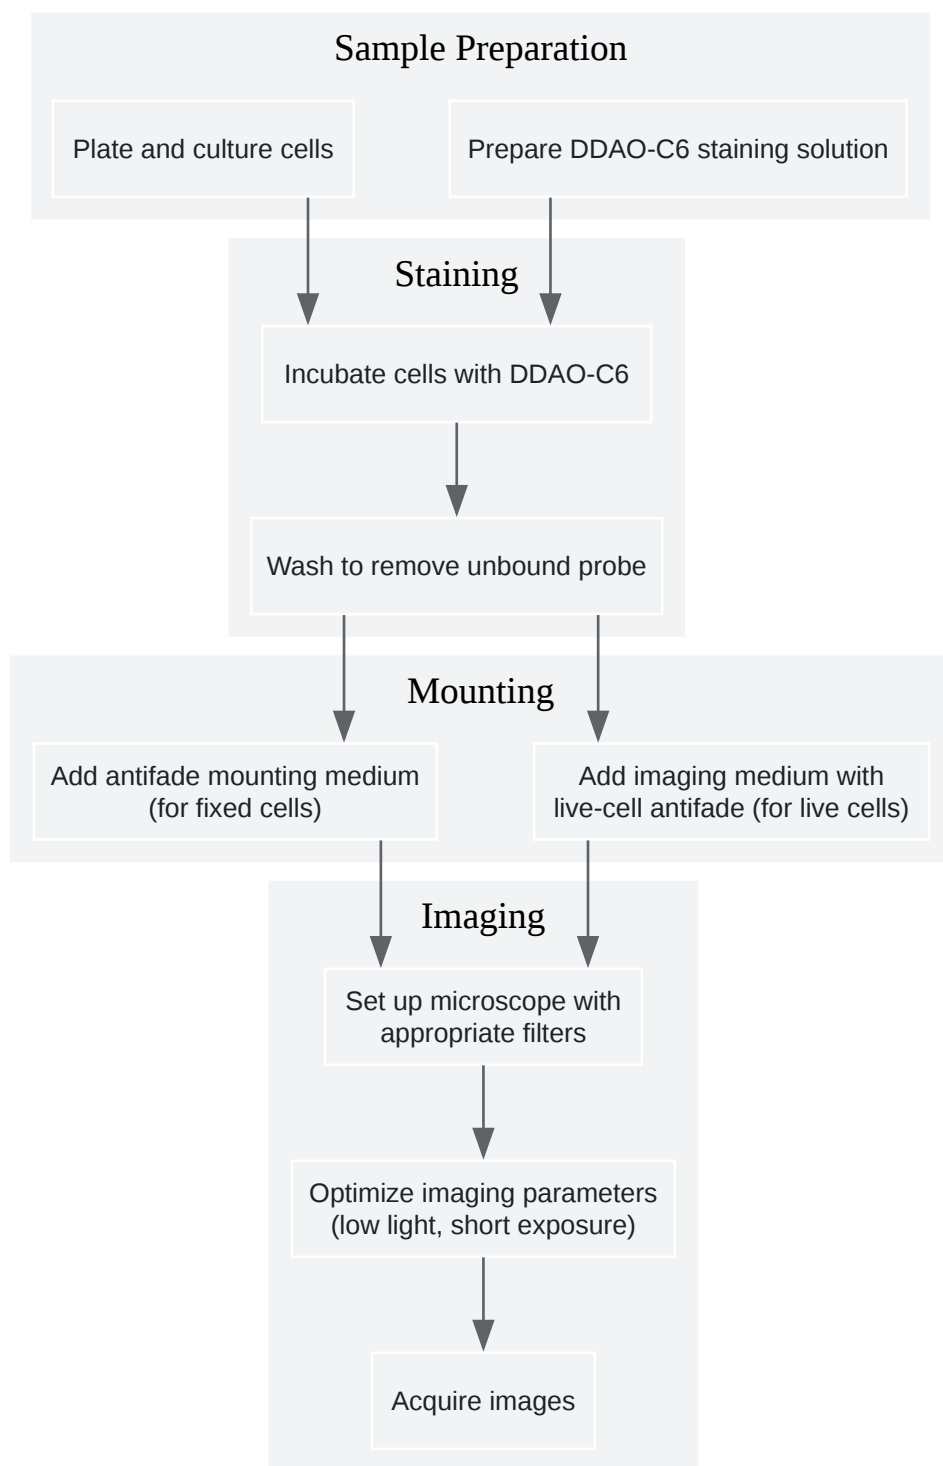 Sample Preparation
Plate and culture cells
Prepare DDAO-C6 staining solution
Staining
Incubate cells with DDAO-C6
Wash to remove unbound probe
Mounting
Add antifade mounting medium
(for fixed cells)
Add imaging medium with
live-cell antifade (for live cells)
Imaging
Set up microscope with
appropriate filters
Optimize imaging parameters
(low light, short exposure)
Acquire images